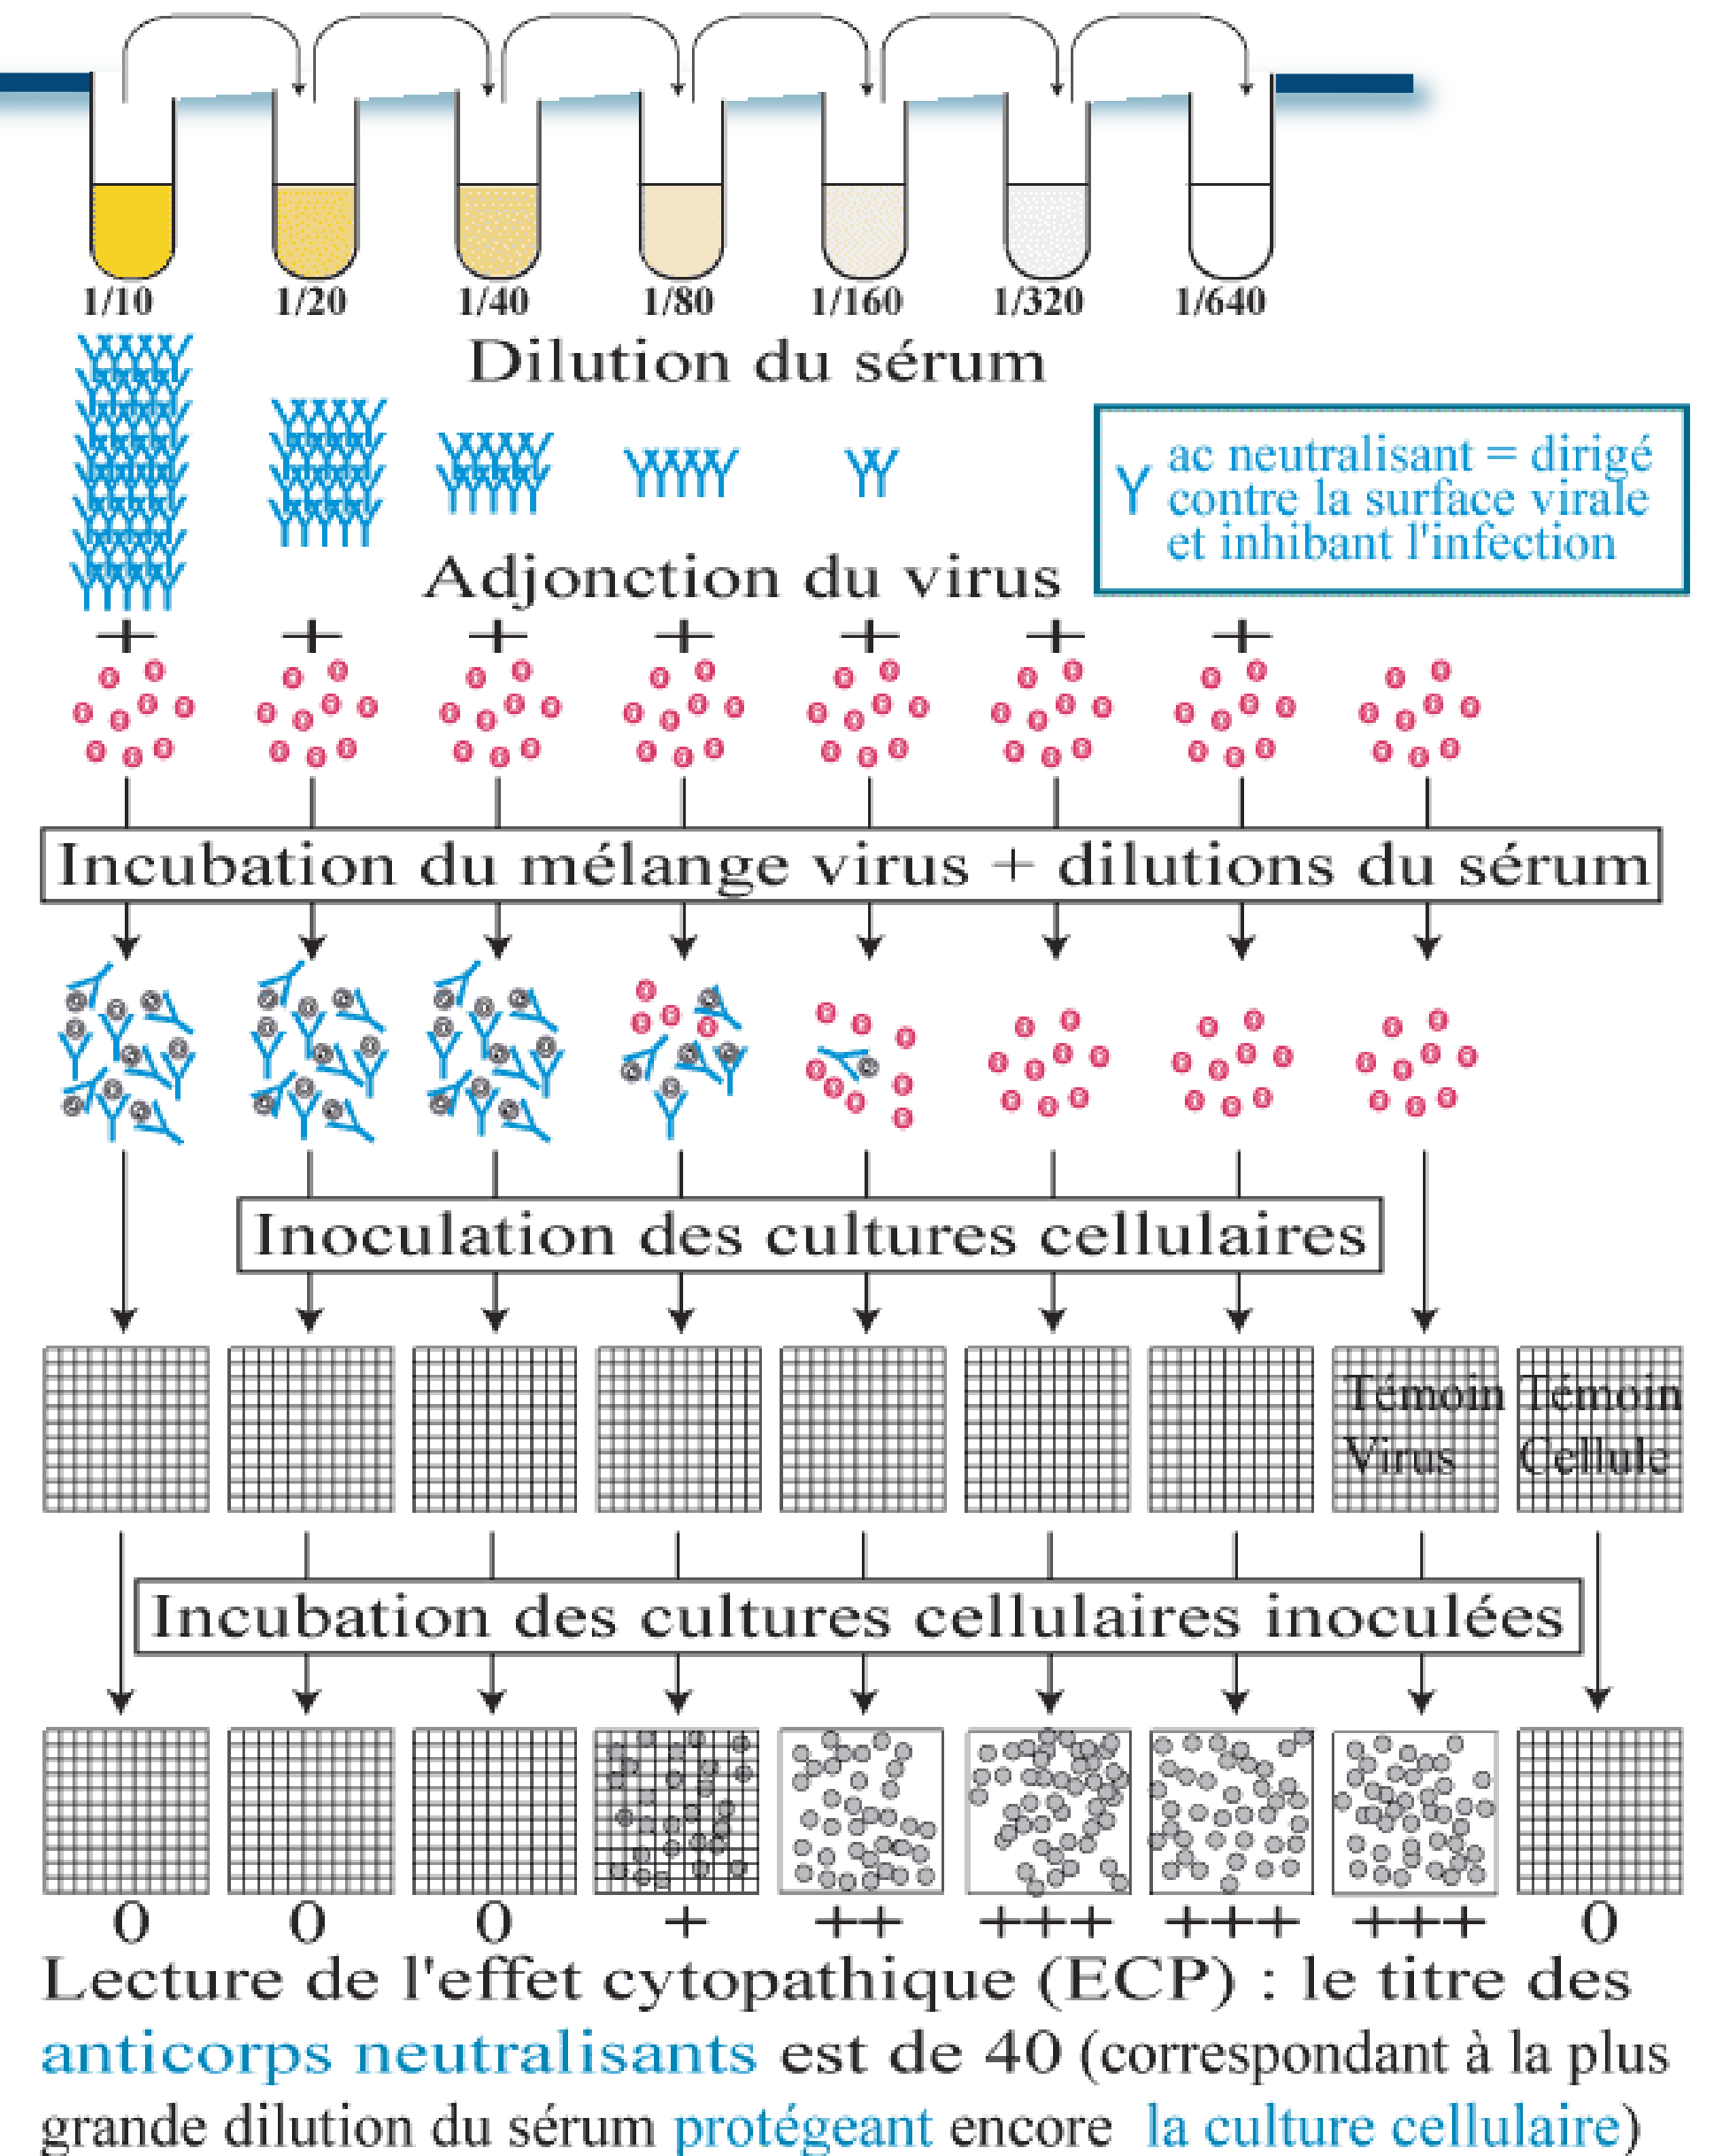 1/10 1/20 1/40 1/80 1/160 1/320 1/640
Dilution du sérum
ac neutralisant = dirigé
contre la surface virale
et inhibant l'infection
Adjonction du virus
+ + + + + + +
Incubation du mélange virus + dilutions du sérum
Inoculation des cultures cellulaires
Témoin Témoin
Virus Cellule
Incubation des cultures cellulaires inoculées
0 0 0 + ++ +++ +++ +++ 0
Lecture de l'effet cytopathique (ECP) : le titre des
anticorps neutralisants est de 40 (correspondant à la plus
grande dilution du sérum protégeant encore la culture cellulaire)